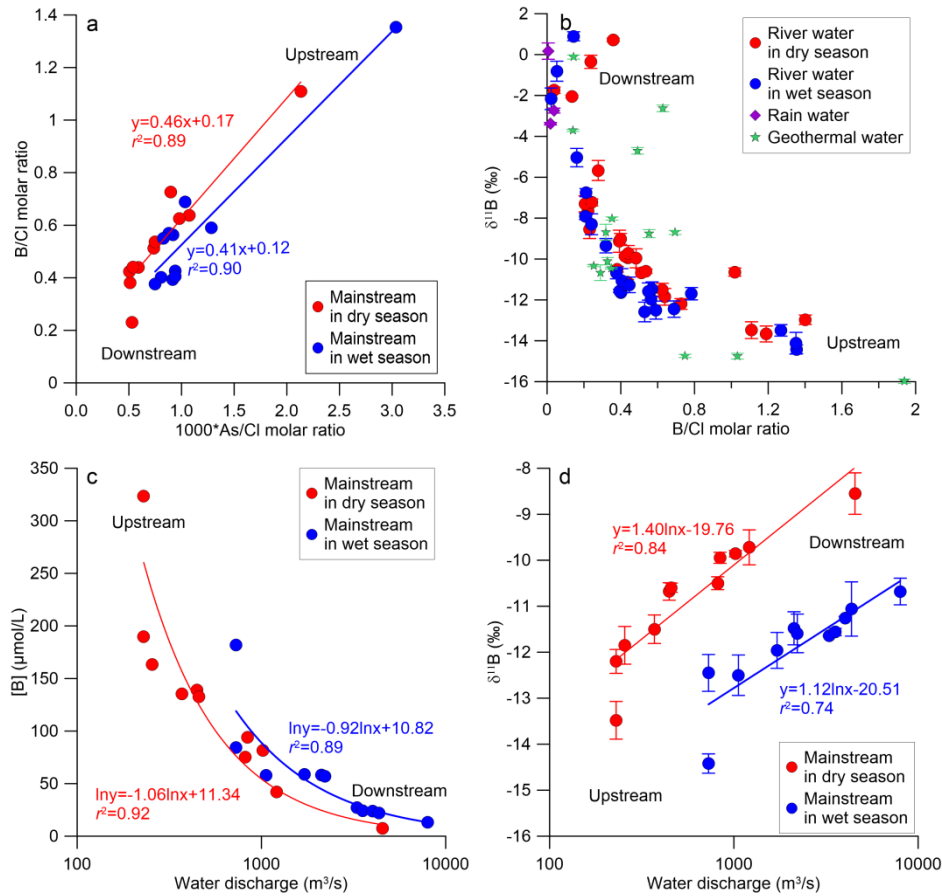 a
1.4
1.2
1
0.8
0.6
0.4
0.2
0
B/Cl molar ratio
Upstream
y=0.46x+0.17
r²=0.89
y=0.41x+0.12
r²=0.90
Downstream
Mainstream
in dry season
Mainstream
in wet season
0.0 0.5 1.0 1.5 2.0 2.5 3.0 3.5
1000*As/Cl molar ratio
b
2
0
-2
-4
-6
-8
-10
-12
-14
-16
δ¹¹B (‰)
Downstream
River water
in dry season
River water
in wet season
Rain water
Geothermal water
Upstream
0 0.4 0.8 1.2 1.6 2
B/Cl molar ratio
c
350
300
250
200
150
100
50
0
[B] (μmol/L)
Upstream
Mainstream
in dry season
Mainstream
in wet season
lny=-0.92lnx+10.82
r²=0.89
Downstream
lny=-1.06lnx+11.34
r²=0.92
100 1000 10000
Water discharge (m³/s)
d
-8
-9
-10
-11
-12
-13
-14
-15
-16
δ¹¹B (‰)
y=1.40lnx-19.76
r²=0.84
Downstream
y=1.12lnx-20.51
r²=0.74
Upstream
Mainstream
in dry season
Mainstream
in wet season
100 1000 10000
Water discharge (m³/s)